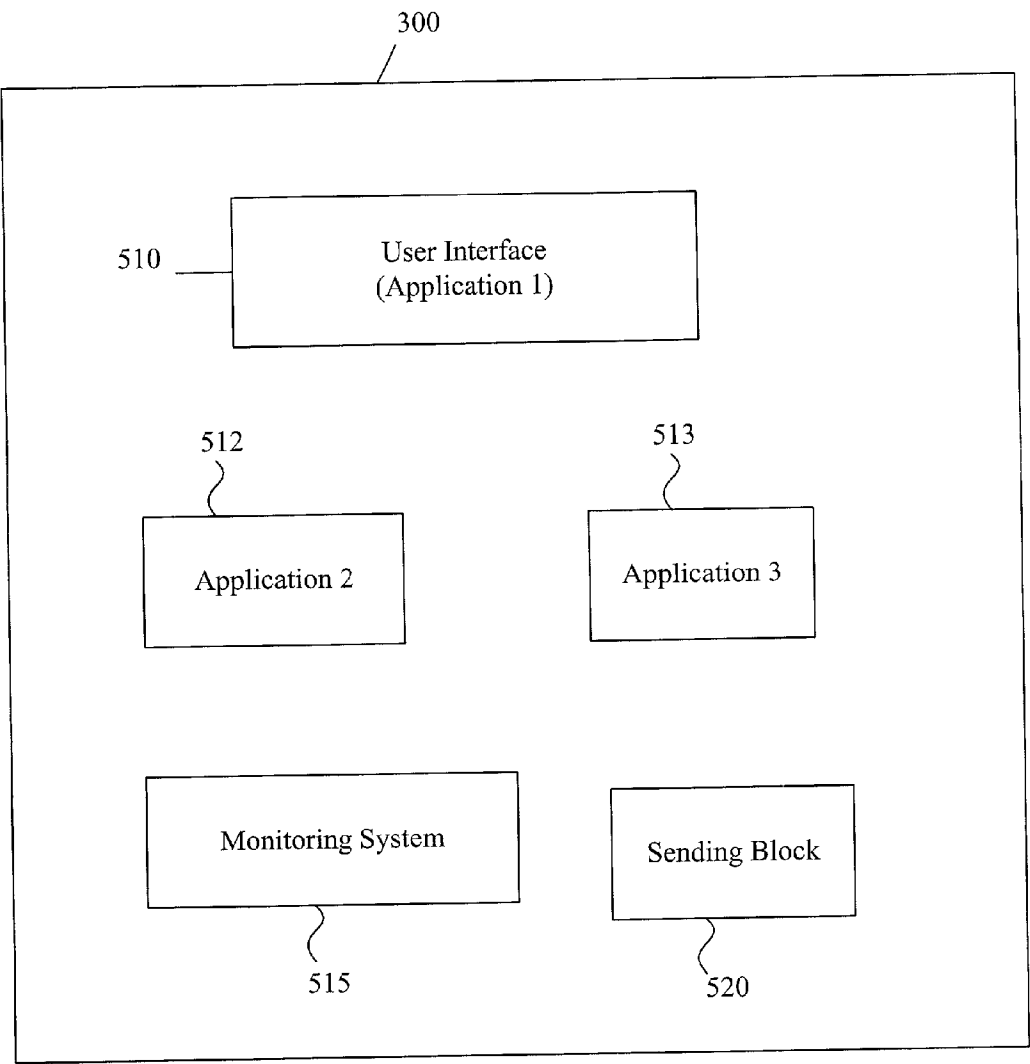 300
510
User Interface
(Application 1)
512
513
Application 2
Application 3
Monitoring System
Sending Block
515
520